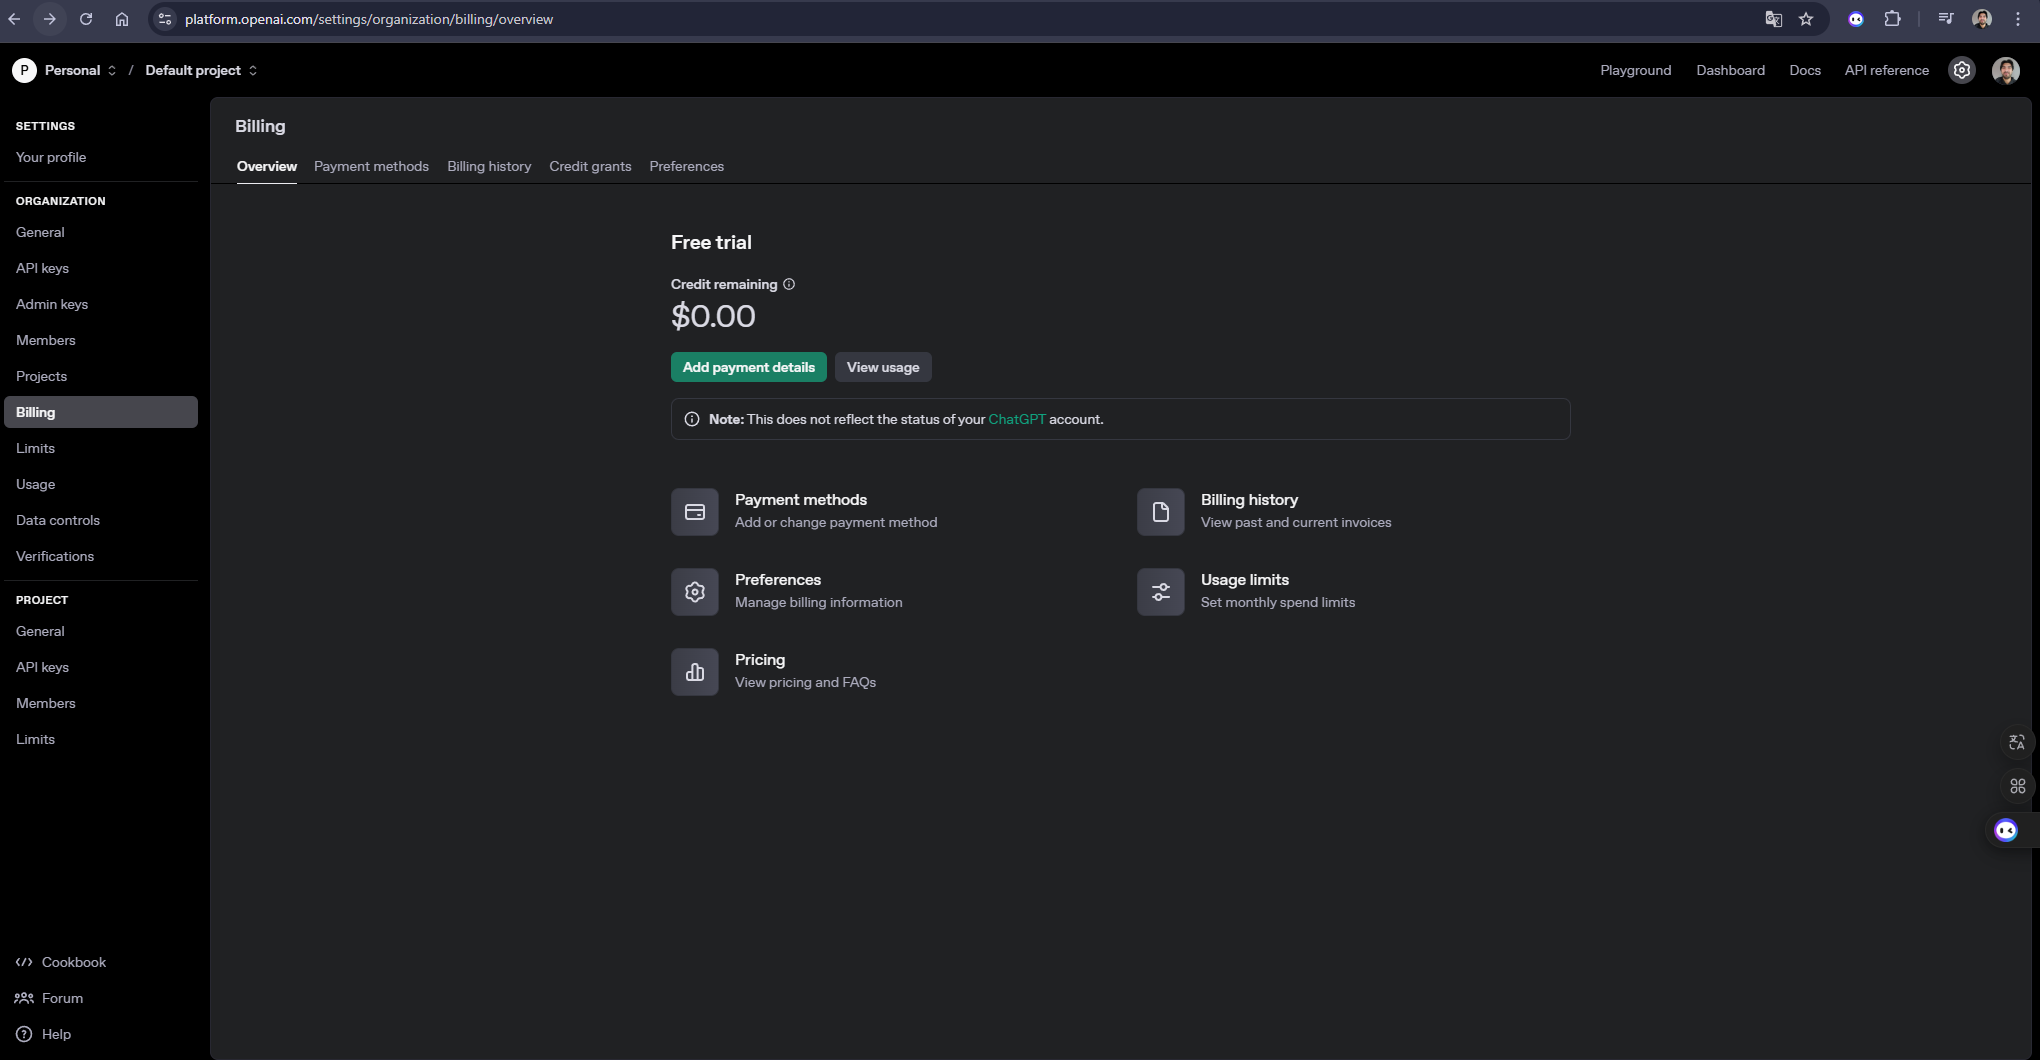 platform.openai.com/settings/organization/billing/overview
P Personal / Default project
Playground Dashboard Docs API reference
SETTINGS
Your profile
ORGANIZATION
General
API keys
Admin keys
Members
Projects
Billing
Limits
Usage
Data controls
Verifications
PROJECT
General
API keys
Members
Limits
Cookbook
Forum
Help
Billing
Overview Payment methods Billing history Credit grants Preferences
Free trial
Credit remaining
$0.00
Add payment details View usage
Note: This does not reflect the status of your ChatGPT account.
Payment methods
Add or change payment method
Billing history
View past and current invoices
Preferences
Manage billing information
Usage limits
Set monthly spend limits
Pricing
View pricing and FAQs